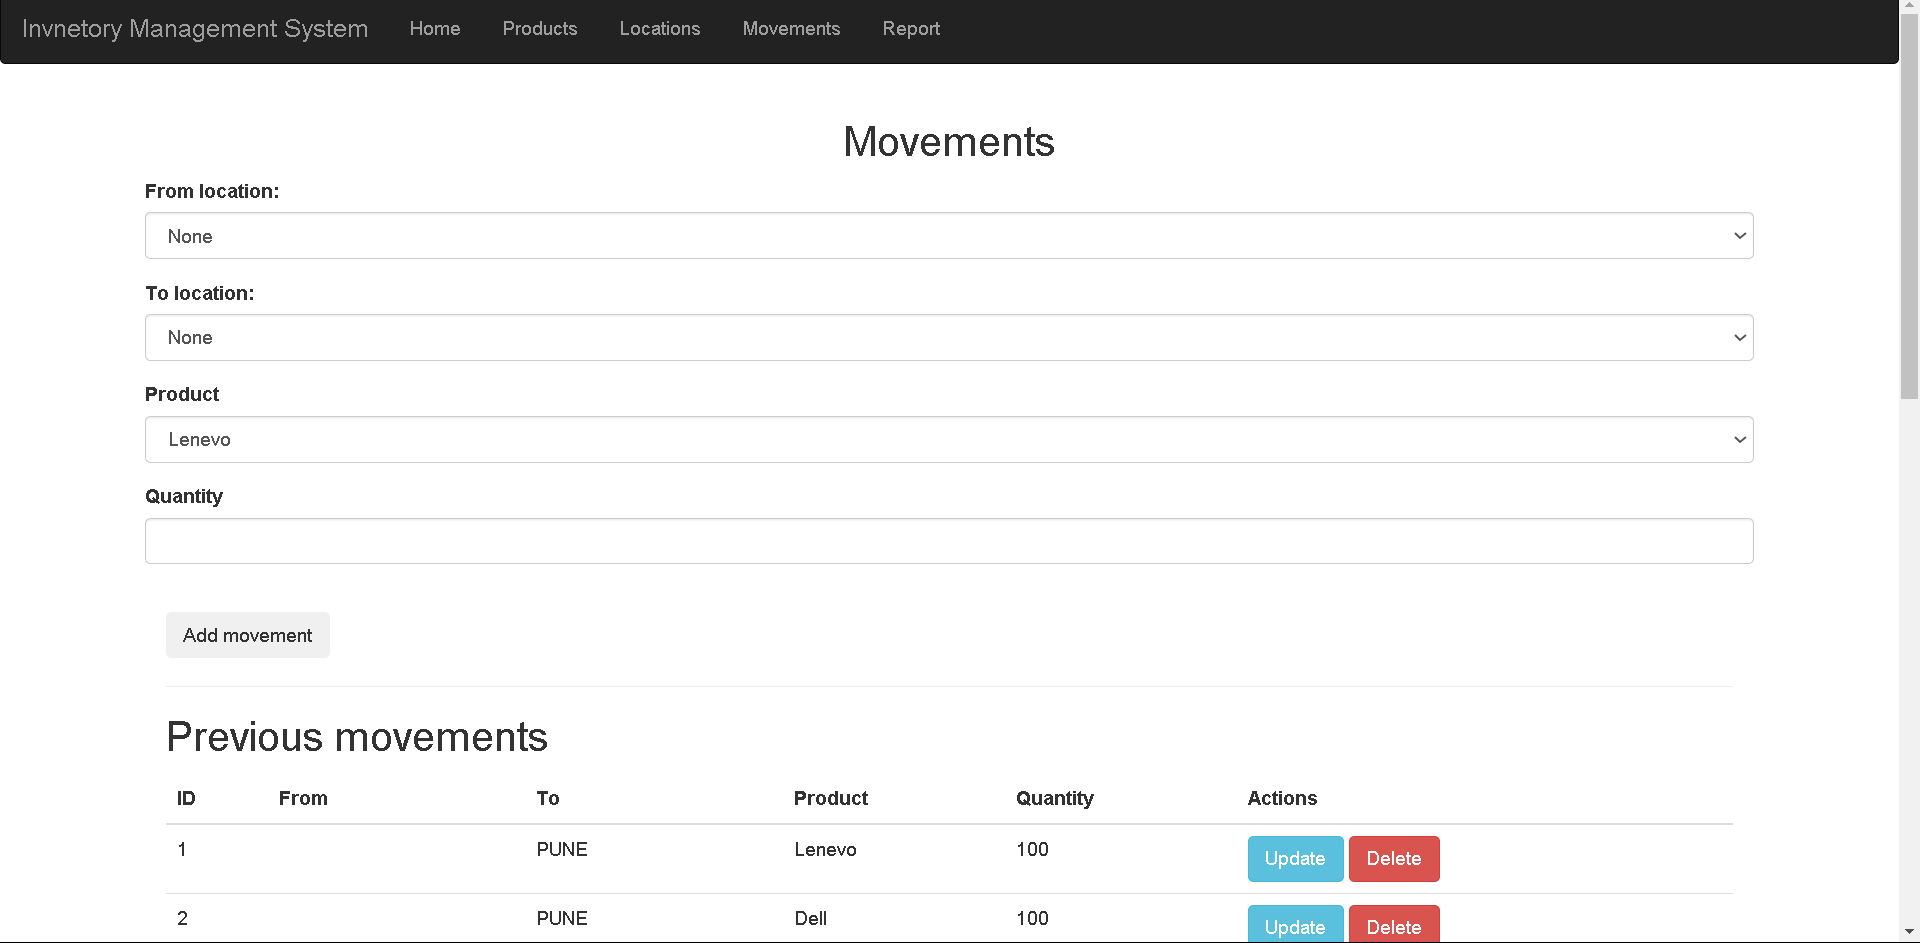 Invnetory Management System Home Products Locations Movements Report
Movements
From location:
None
To location:
None
Product
Lenevo
Quantity
Add movement
Previous movements
ID From To Product Quantity Actions
1 PUNE Lenevo 100 Update Delete
2 PUNE Dell 100 Update Delete